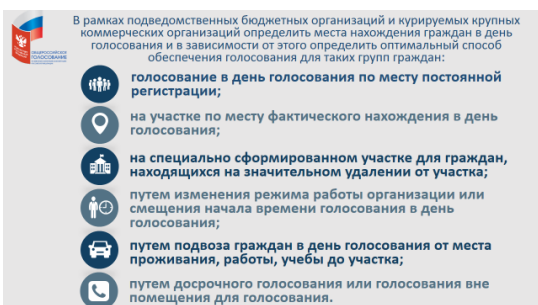 В рамках подведомственных бюджетных организаций и курируемых крупных
коммерческих организаций определить места нахождения граждан в день
голосования и в зависимости от этого определить оптимальный способ
обеспечения голосования для таких групп граждан:
ОБЩЕРОССИЙСКОЕ
ГОЛОСОВАНИЕ
голосование в день голосования по месту постоянной
регистрации;
на участке по месту фактического нахождения в день
голосования;
на специально сформированном участке для граждан,
находящихся на значительном удалении от участка;
путем изменения режима работы организации или
смещения начала времени голосования в день
голосования;
путем подвоза граждан в день голосования от места
проживания, работы, учебы до участка;
путем досрочного голосования или голосования вне
помещения для голосования.